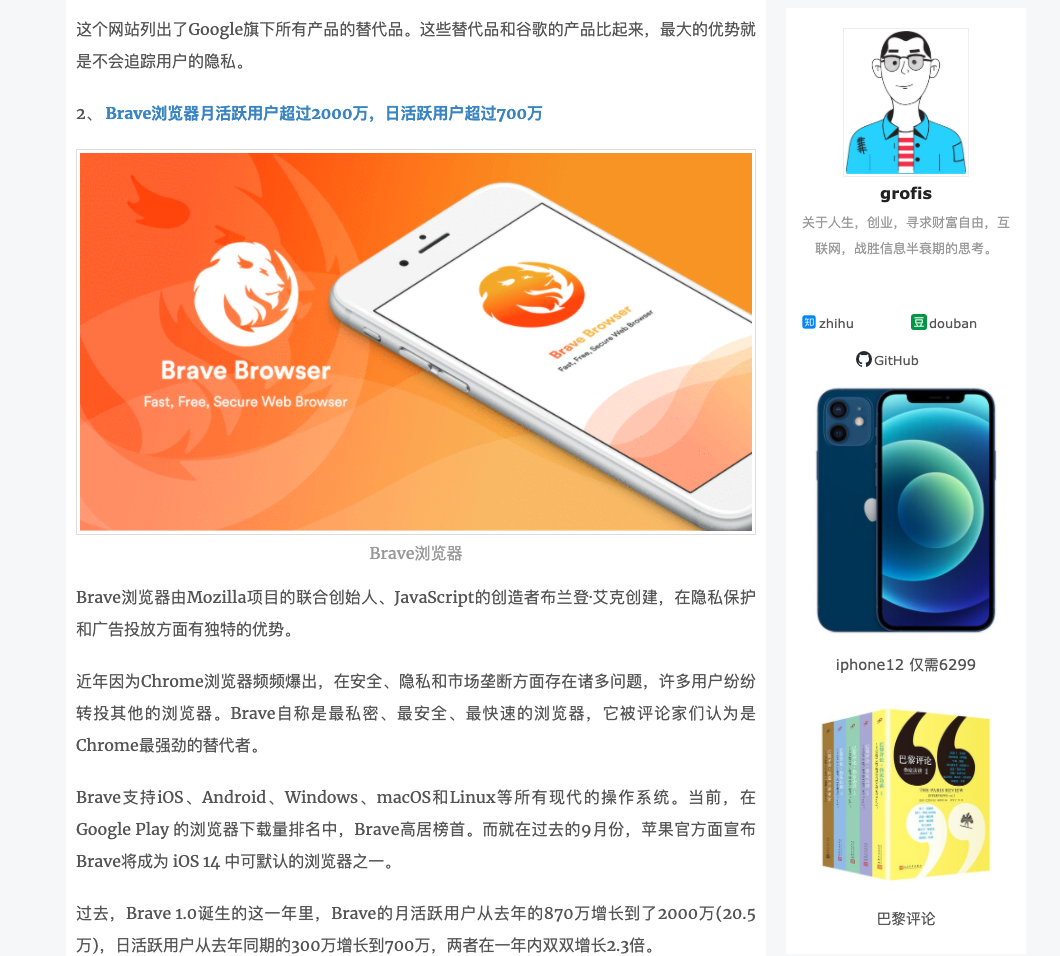 这个网站列出了Google旗下所有产品的替代品。这些替代品和谷歌的产品比起来，最大的优势就
是不会追踪用户的隐私。
2、 Brave浏览器月活跃用户超过2000万，日活跃用户超过700万
Brave Browser
Fast, Free, Secure Web Browser
Brave Browser
Fast, Free, Secure Web Browser
Brave浏览器
Brave浏览器由Mozilla项目的联合创始人、JavaScript的创造者布兰登·艾克创建，在隐私保护
和广告投放方面有独特的优势。
近年因为Chrome浏览器频频爆出，在安全、隐私和市场垄断方面存在诸多问题，许多用户纷纷
转投其他的浏览器。Brave自称是最私密、最安全、最快速的浏览器，它被评论家们认为是
Chrome最强劲的替代者。
Brave支持iOS、Android、Windows、macOS和Linux等所有现代的操作系统。当前，在
Google Play 的浏览器下载量排名中，Brave高居榜首。而就在过去的9月份，苹果官方面宣布
Brave将成为 iOS 14 中可默认的浏览器之一。
过去，Brave 1.0诞生的这一年里，Brave的月活跃用户从去年的870万增长到了2000万(20.5
万)，日活跃用户从去年同期的300万增长到700万，两者在一年内双双增长2.3倍。
grofis
关于人生，创业，寻求财富自由，互
联网，战胜信息半衰期的思考。
知 zhihu
豆 douban
GitHub
iphone12 仅需6299
巴黎评论
THE PARIS REVIEW
巴黎评论